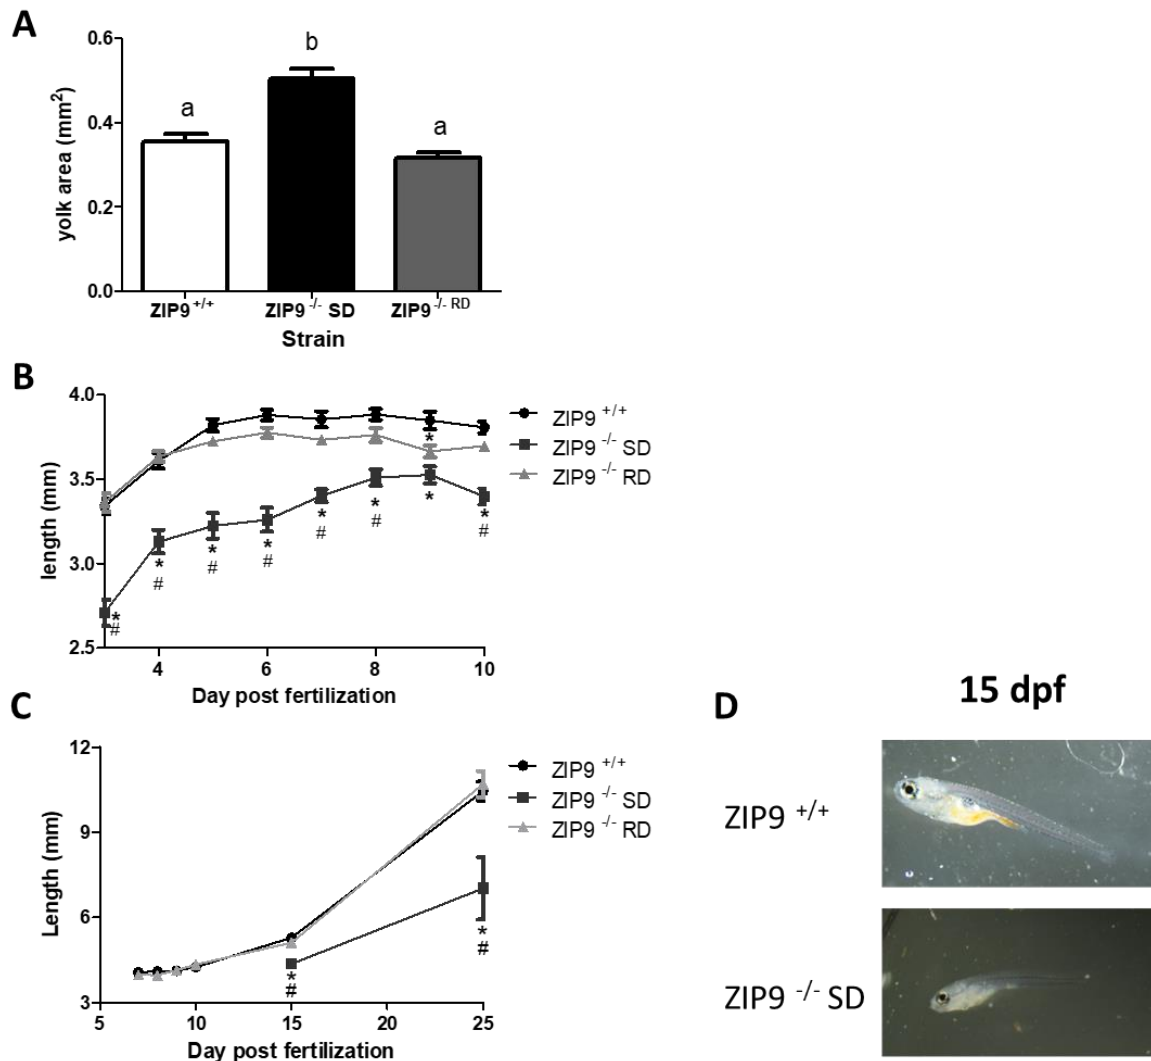 A
0.6
0.4
0.2
0.0
yolk area (mm²)
a
b
a
ZIP9 +/+
ZIP9 -/- SD
ZIP9 -/- RD
Strain
B
4.0
3.5
3.0
2.5
length (mm)
*
* * * * * * * *
# # # # # # #
4 6 8 10
Day post fertilization
ZIP9 +/+
ZIP9 -/- SD
ZIP9 -/- RD
C
12
9
6
3
Length (mm)
* *
# #
5 10 15 20 25
Day post fertilization
ZIP9 +/+
ZIP9 -/- SD
ZIP9 -/- RD
D
15 dpf
ZIP9 +/+
ZIP9 -/- SD